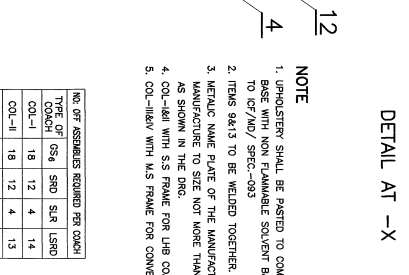 DETAIL AT -X
12
4
NOTE
1. UPHOLSTERY SHALL BE PASTED TO COM
BASE WITH NON FLAMMABLE SOLVENT B
TO ICF/MD/ SPEC.-093
2. ITEMS 9&13 TO BE WELDED TOGETHER.
3. METALIC NAME PLATE OF THE MANUFACT
MANUFACTURE TO SIZE NOT MORE THAN
AS SHOWN IN THE DRG.
4. COL-I&II WITH S.S FRAME FOR LHB CO
5. COL-III&IV WITH M.S FRAME FOR CONVE
NO: OFF ASSEMBLIES REQUIRED PER COACH
TYPE OF COACH GS6 SRD SLR LSRD
COL-I 18 12 4 14
COL-II 18 12 4 13